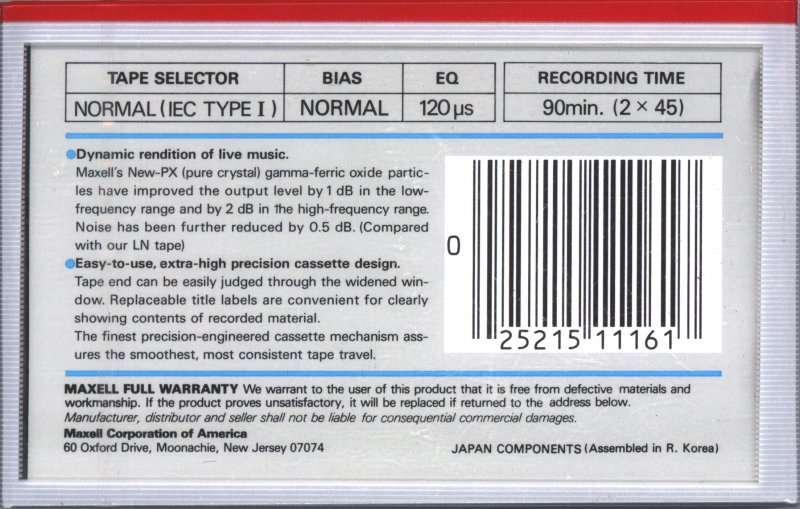 TAPE SELECTOR BIAS EQ RECORDING TIME
NORMAL (IEC TYPE I) NORMAL 120µs 90min. (2 × 45)
●Dynamic rendition of live music.
Maxell's New-PX (pure crystal) gamma-ferric oxide partic-
les have improved the output level by 1 dB in the low-
frequency range and by 2 dB in the high-frequency range.
Noise has been further reduced by 0.5 dB. (Compared
with our LN tape)
●Easy-to-use, extra-high precision cassette design.
Tape end can be easily judged through the widened win-
dow. Replaceable title labels are convenient for clearly
showing contents of recorded material.
The finest precision-engineered cassette mechanism ass-
ures the smoothest, most consistent tape travel.
0 25215 11161
MAXELL FULL WARRANTY We warrant to the user of this product that it is free from defective materials and
workmanship. If the product proves unsatisfactory, it will be replaced if returned to the address below.
Manufacturer, distributor and seller shall not be liable for consequential commercial damages.
Maxell Corporation of America
60 Oxford Drive, Moonachie, New Jersey 07074
JAPAN COMPONENTS (Assembled in R. Korea)